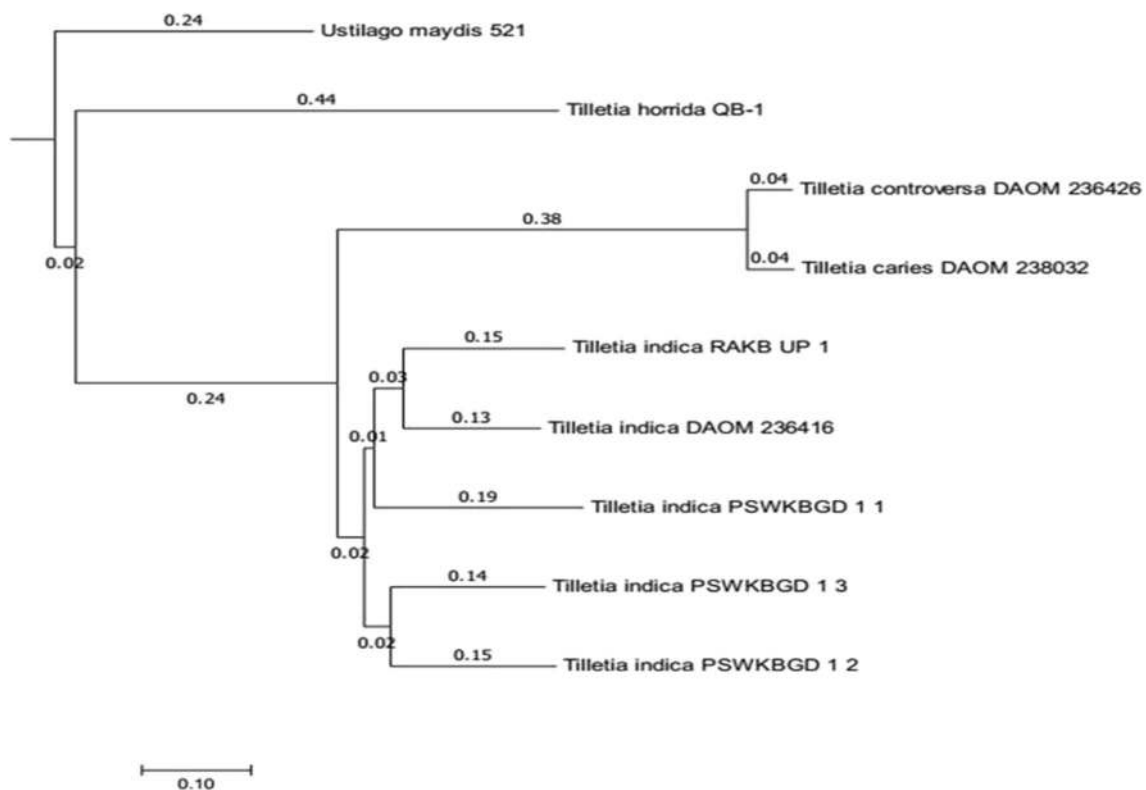 0.24
Ustilago maydis 521
0.44
Tilletia horrida QB-1
0.04
Tilletia controversa DAOM 236426
0.38
0.02
0.04
Tilletia caries DAOM 238032
0.15
Tilletia indica RAKB UP 1
0.03
0.24
0.13
Tilletia indica DAOM 236416
0.01
0.19
Tilletia indica PSWKBGD 1 1
0.02
0.14
Tilletia indica PSWKBGD 1 3
0.02
0.15
Tilletia indica PSWKBGD 1 2
0.10